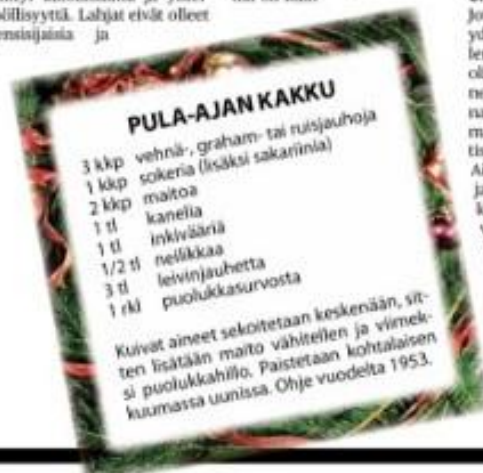 öllisyyttä. Lahjat eivät olleet
ensisijaisia ja
PULA-AJAN KAKKU
3 kkp vehnä-, graham- tai ruisjauhoja
1 kkp sokeria (lisäksi sakariinia)
2 kkp maitoa
1 tl kanelia
1 tl inkivääriä
1/2 tl neilikkaa
3 tl leivinjauhetta
1 rkl puolukkasurvosta
Kuivat aineet sekoitetaan keskenään, sit-
ten lisätään maito vähitellen ja viimek-
si puolukkahillo. Paistetaan kohtalaisen
kuumassa uunissa. Ohje vuodelta 1953.